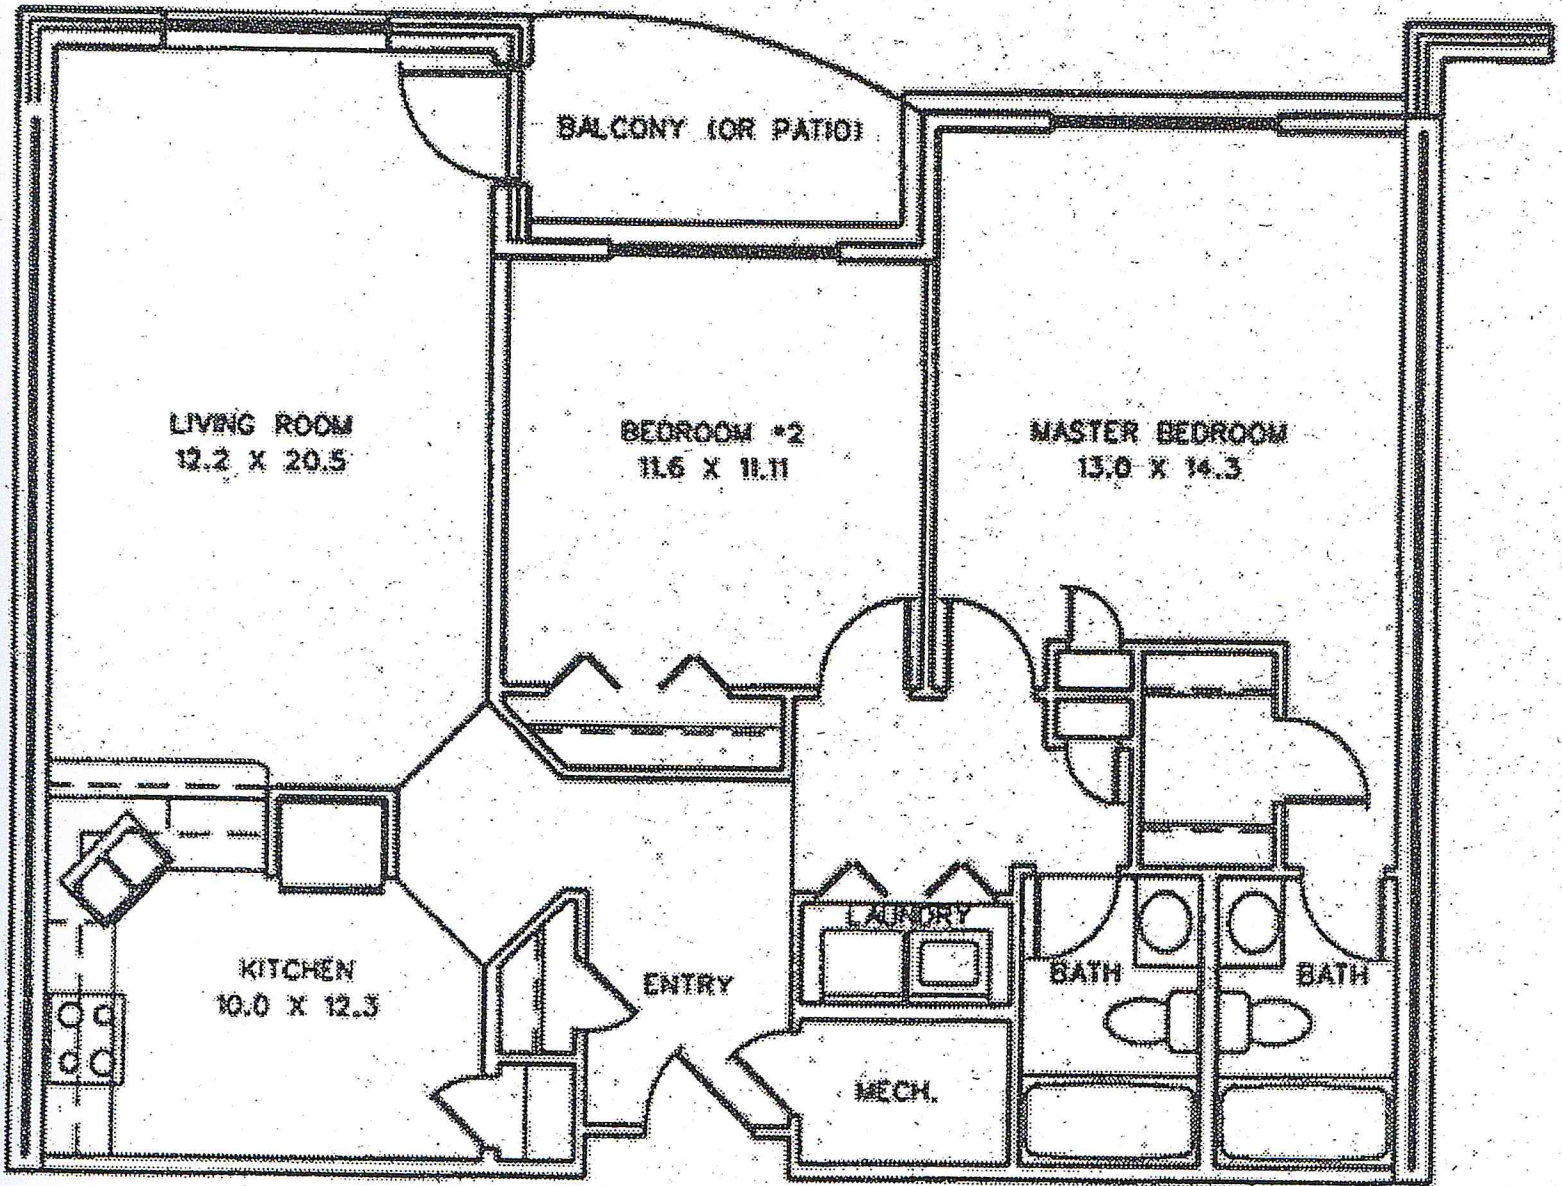 BALCONY (OR PATIO)
LIVING ROOM
12.2 X 20.5
BEDROOM #2
11.6 X 11.11
MASTER BEDROOM
13.0 X 14.3
LAUNDRY
KITCHEN
10.0 X 12.3
ENTRY
BATH
BATH
MECH.